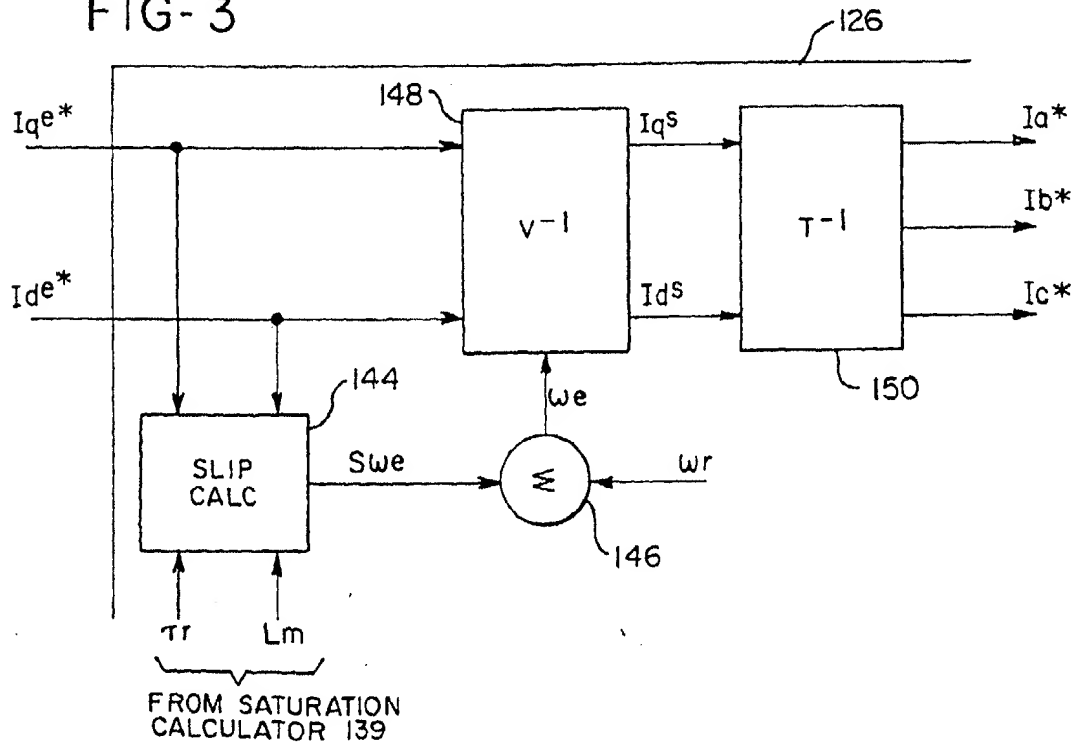 FIG-3
126
148
Iqe*
Iqs
Ia*
V-1
T-1
Ib*
Ide*
Ids
Ic*
144
ωe
150
SLIP
CALC
Sωe
Σ
ωr
146
τr
Lm
FROM SATURATION
CALCULATOR 139